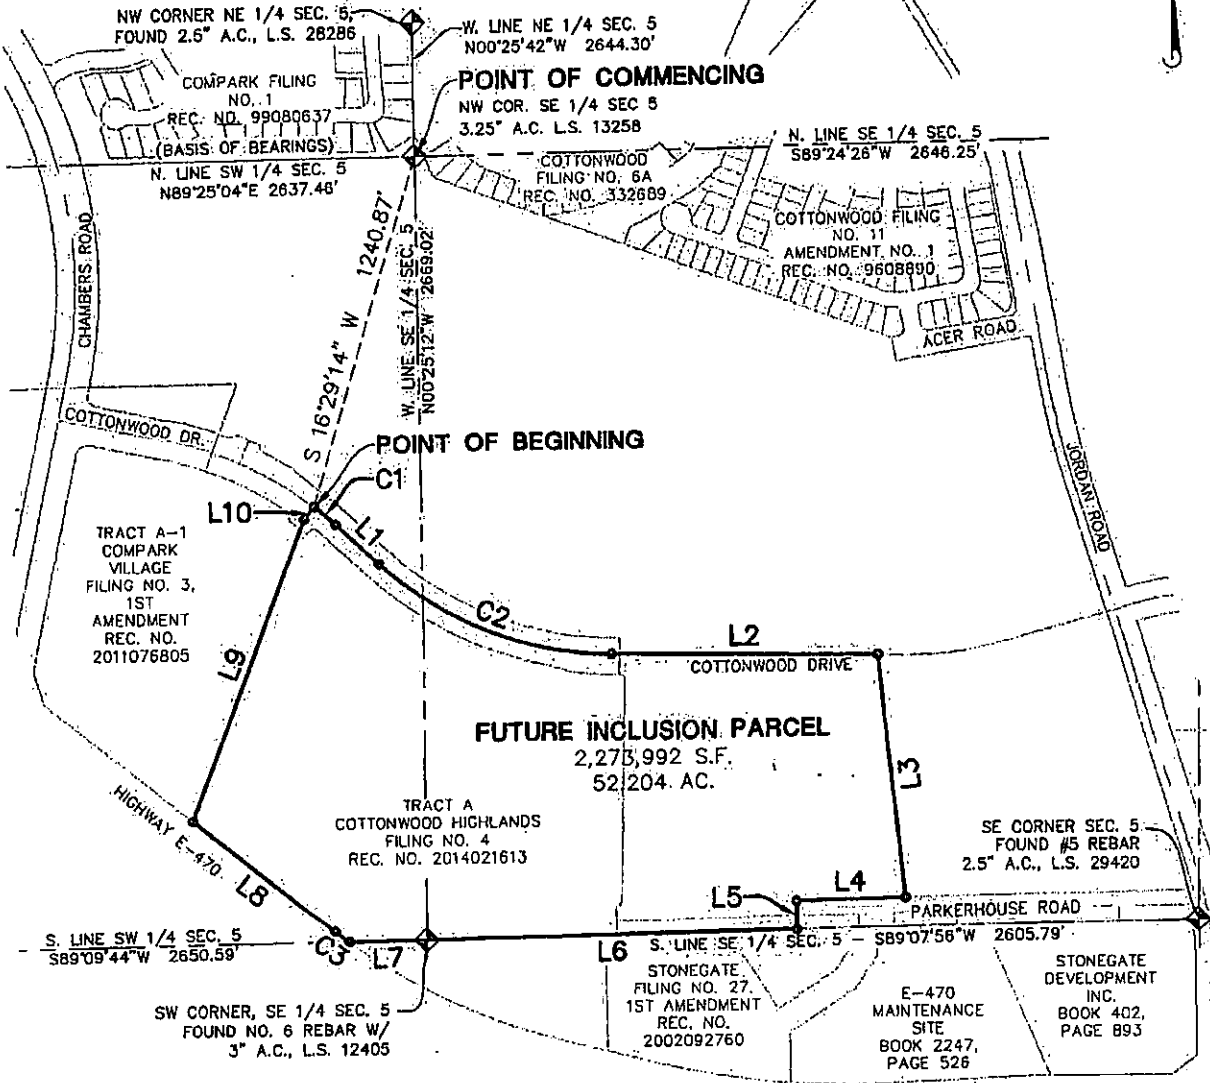 NW CORNER NE 1/4 SEC. 5,
FOUND 2.5" A.C., L.S. 28286
W. LINE NE 1/4 SEC. 5
N00°25'42"W 2644.30'
POINT OF COMMENCING
NW COR. SE 1/4 SEC 5
3.25" A.C. L.S. 13258
COMPARK FILING
NO. 1
REC. NO. 99080637
(BASIS OF BEARINGS)
N. LINE SW 1/4 SEC. 5
N89°25'04"E 2637.46'
N. LINE SE 1/4 SEC. 5
S89°24'26"W 2646.25'
COTTONWOOD
FILING NO. 6A
REC. NO. 332689
COTTONWOOD FILING
NO. 11
AMENDMENT NO. 1
REC. NO. 9608890
CHAMBERS ROAD
S 16°29'14" W 1240.87'
W. LINE SE 1/4 SEC. 5
N00°25'12"W 2669.02'
ACER ROAD
JORDAN ROAD
COTTONWOOD DR.
POINT OF BEGINNING
C1
L10
L1
TRACT A-1
COMPARK
VILLAGE
FILING NO. 3,
1ST
AMENDMENT
REC. NO.
2011076805
C2
L2
COTTONWOOD DRIVE
L9
FUTURE INCLUSION PARCEL
2,273,992 S.F.
52.204 AC.
L3
HIGHWAY E-470
TRACT A
COTTONWOOD HIGHLANDS
FILING NO. 4
REC. NO. 2014021613
SE CORNER SEC. 5
FOUND #5 REBAR
2.5" A.C., L.S. 29420
L8
L5
L4
PARKERHOUSE ROAD
S. LINE SW 1/4 SEC. 5
S89°09'44"W 2650.59'
C3
L7
L6
S. LINE SE 1/4 SEC. 5 - S89°07'56"W 2605.79'
SW CORNER, SE 1/4 SEC. 5
FOUND NO. 6 REBAR W/
3" A.C., L.S. 12405
STONEGATE
FILING NO. 27,
1ST AMENDMENT
REC. NO.
2002092760
E-470
MAINTENANCE
SITE
BOOK 2247,
PAGE 526
STONEGATE
DEVELOPMENT
INC.
BOOK 402,
PAGE 893